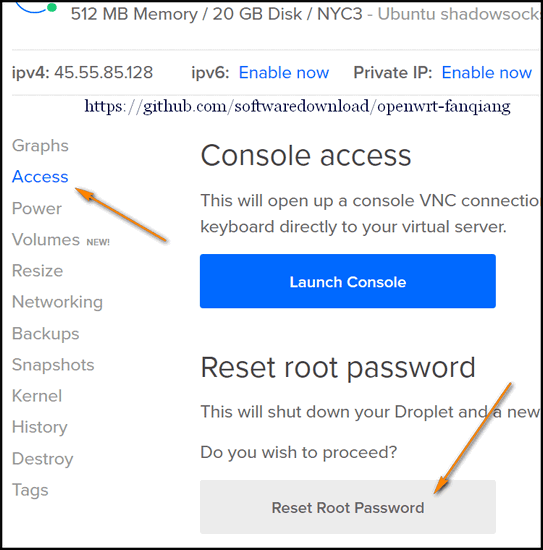 512 MB Memory / 20 GB Disk / NYC3 - Ubuntu shadowsock
ipv4: 45.55.85.128 ipv6: Enable now Private IP: Enable now
https://github.com/softwaredownload/openwrt-fanqiang
Graphs
Access
Power
Volumes NEW!
Resize
Networking
Backups
Snapshots
Kernel
History
Destroy
Tags
Console access
This will open up a console VNC connection
keyboard directly to your virtual server.
Launch Console
Reset root password
This will shut down your Droplet and a new
Do you wish to proceed?
Reset Root Password